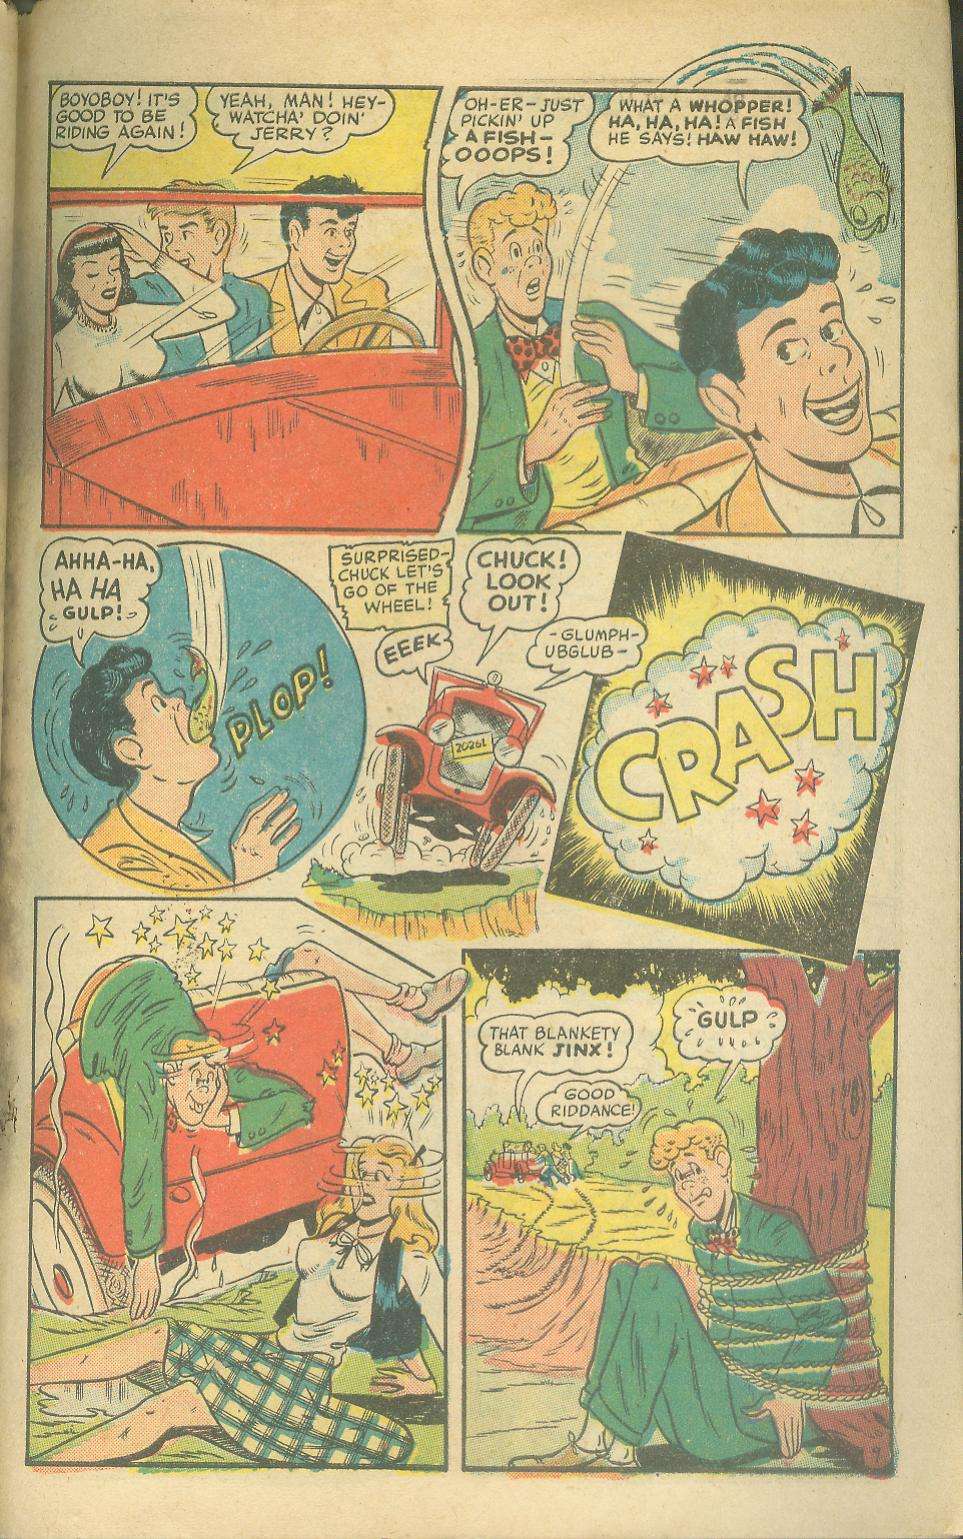 BOYOBOY! IT'S
GOOD TO BE
RIDING AGAIN!
YEAH, MAN! HEY-
WATCHA' DOIN'
JERRY?
OH-ER-JUST
PICKIN' UP
A FISH-
OOOPS!
WHAT A WHOPPER!
HA, HA, HA! A FISH
HE SAYS! HAW HAW!
AHHA-HA,
HA HA
GULP!
PLOP!
SURPRISED-
CHUCK LET'S
GO OF THE
WHEEL!
EEEK
CHUCK!
LOOK
OUT!
-GLUMPH-
UBGLUB-
2026L
CRASH
THAT BLANKETY
BLANK JINX!
GOOD
RIDDANCE!
GULP